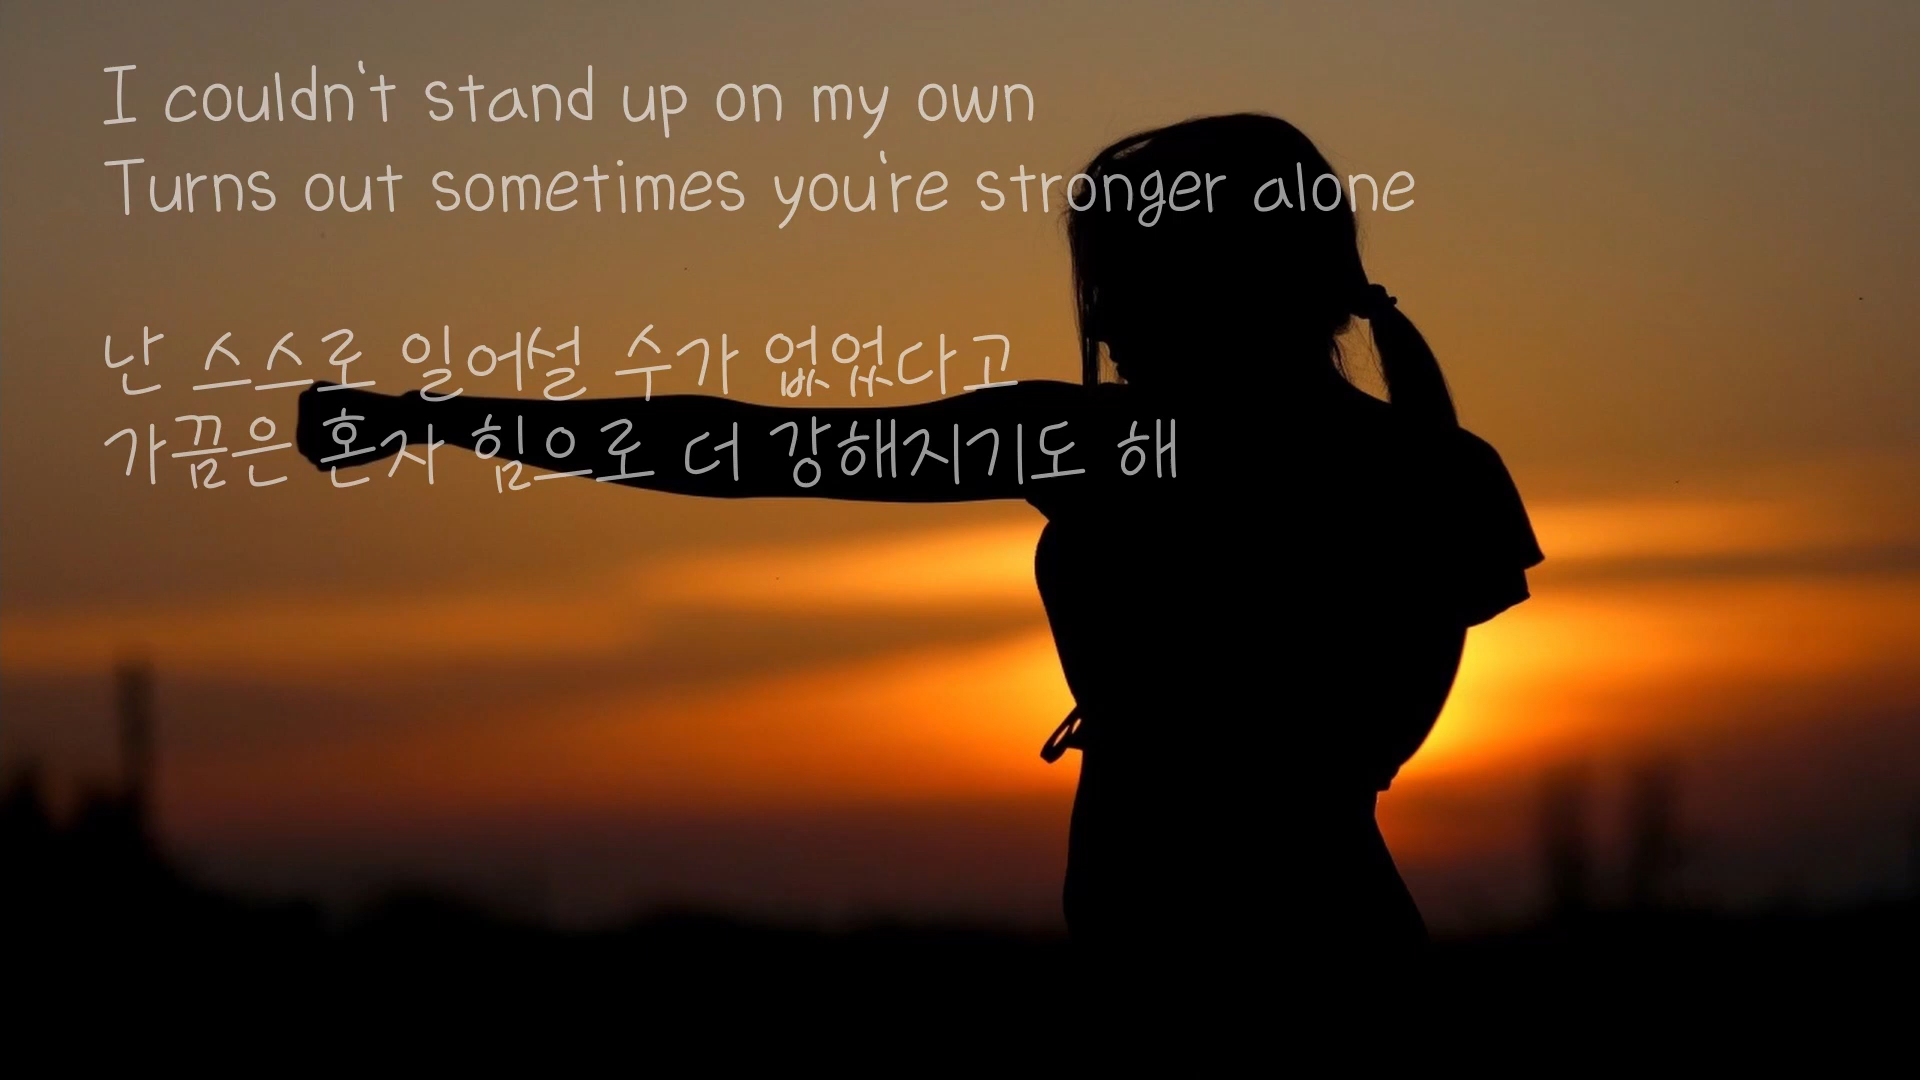 I couldn't stand up on my own
Turns out sometimes you're stronger alone
난 스스로 일어설 수가 없었다고
가끔은 혼자 힘으로 더 강해지기도 해